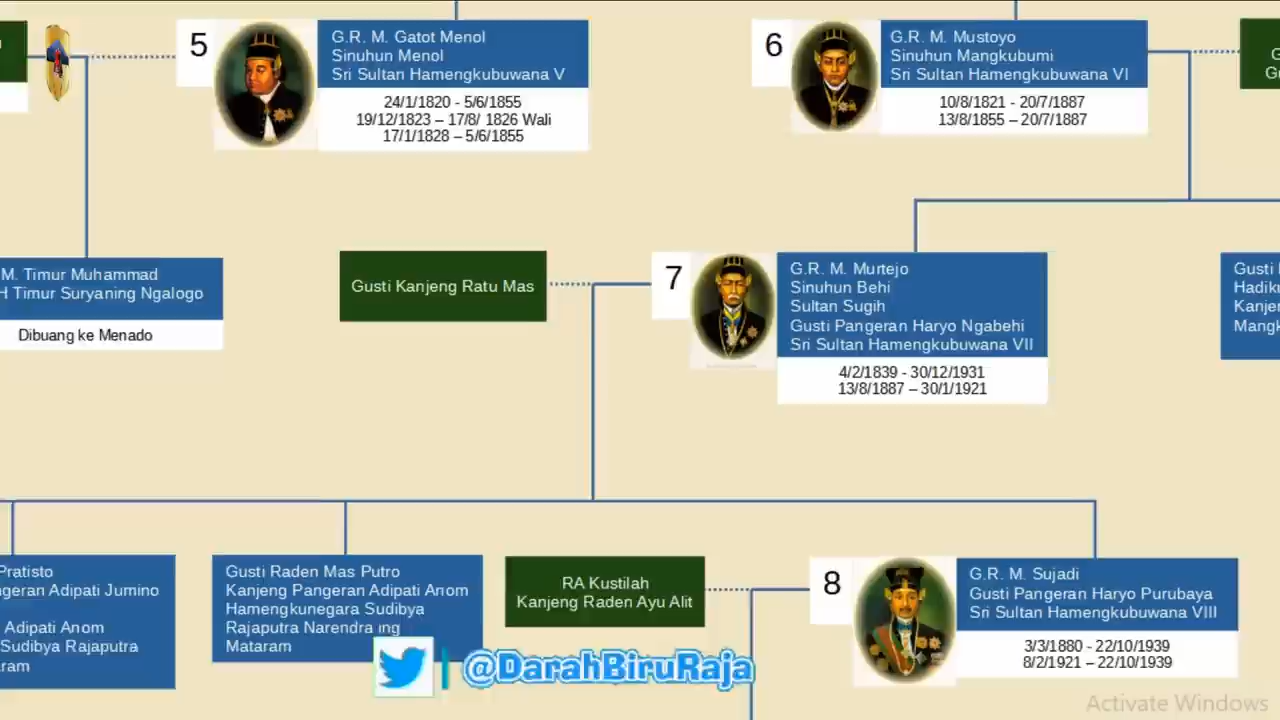 5
G.R. M. Gatot Menol
Sinuhun Menol
Sri Sultan Hamengkubuwana V
24/1/1820 - 5/6/1855
19/12/1823 – 17/8/ 1826 Wali
17/1/1828 – 5/6/1855
6
G.R. M. Mustoyo
Sinuhun Mangkubumi
Sri Sultan Hamengkubuwana VI
10/8/1821 - 20/7/1887
13/8/1855 – 20/7/1887
M. Timur Muhammad
H Timur Suryaning Ngalogo
Dibuang ke Menado
Gusti Kanjeng Ratu Mas
7
G.R. M. Murtejo
Sinuhun Behi
Sultan Sugih
Gusti Pangeran Haryo Ngabehi
Sri Sultan Hamengkubuwana VII
4/2/1839 - 30/12/1931
13/8/1887 – 30/1/1921
Gusti
Hadik
Kanje
Mangk
Pratisto
geran Adipati Jumino
Adipati Anom
Sudibya Rajaputra
ram
Gusti Raden Mas Putro
Kanjeng Pangeran Adipati Anom
Hamengkunegara Sudibya
Rajaputra Narendra ing
Mataram
RA Kustilah
Kanjeng Raden Ayu Alit
8
G.R. M. Sujadi
Gusti Pangeran Haryo Purubaya
Sri Sultan Hamengkubuwana VIII
3/3/1880 - 22/10/1939
8/2/1921 – 22/10/1939
@DarahBiruRaja
Activate Windows